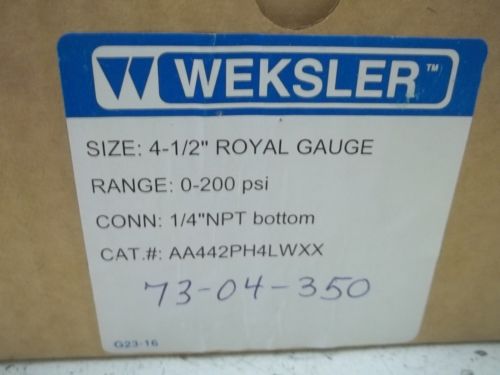 WEKSLER™
SIZE: 4-1/2" ROYAL GAUGE
RANGE: 0-200 psi
CONN: 1/4"NPT bottom
CAT.#: AA442PH4LWXX
73-04-350
G23-16